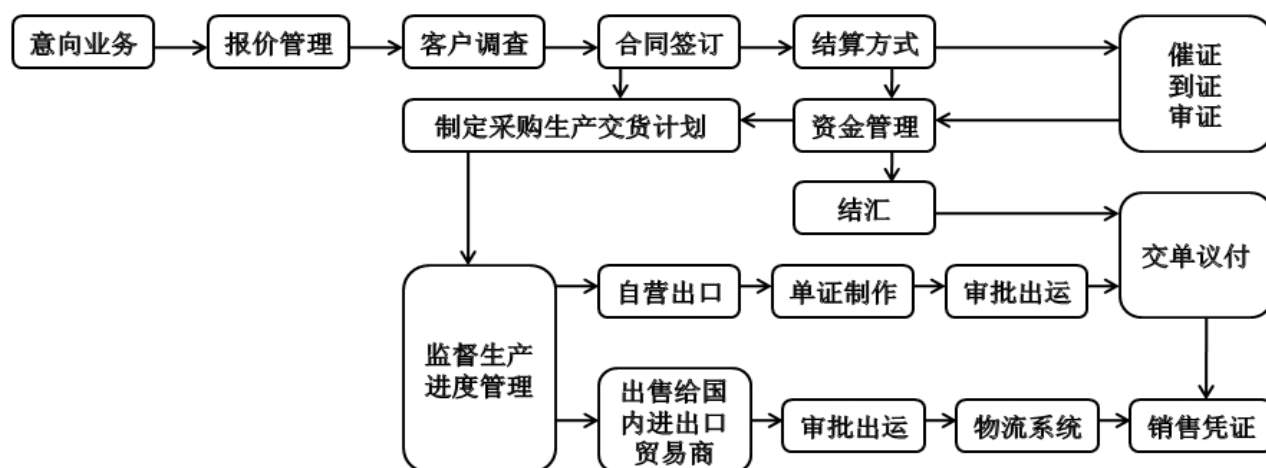 意向业务
报价管理
客户调查
合同签订
结算方式
催证
到证
审证
制定采购生产交货计划
资金管理
结汇
交单议付
监督生产
进度管理
自营出口
单证制作
审批出运
出售给国
内进出口
贸易商
审批出运
物流系统
销售凭证